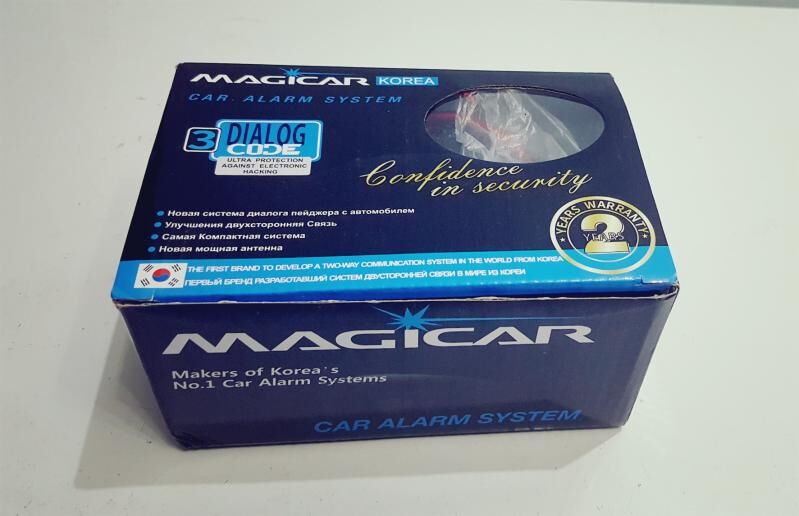 MAGICAR KOREA
CAR ALARM SYSTEM
3 DIALOG
CODE
ULTRA PROTECTION
AGAINST ELECTRONIC
HACKING
Confidence
in security
Новая система диалога пейджера с автомобилем
Улучшения двухсторонняя Связь
Самая Компактная система
Новая мощная антенна
YEARS WARRANTY
2
YEARS
THE FIRST BRAND TO DEVELOP A TWO-WAY COMMUNICATION SYSTEM IN THE WORLD FROM KOREA
ПЕРВЫЙ БРЕНД РАЗРАБОТАВШИЙ СИСТЕМ ДВУСТОРОННЕЙ СВЯЗИ В МИРЕ ИЗ КОРЕИ
MAGICAR
Makers of Korea's
No.1 Car Alarm Systems
CAR ALARM SYSTEM